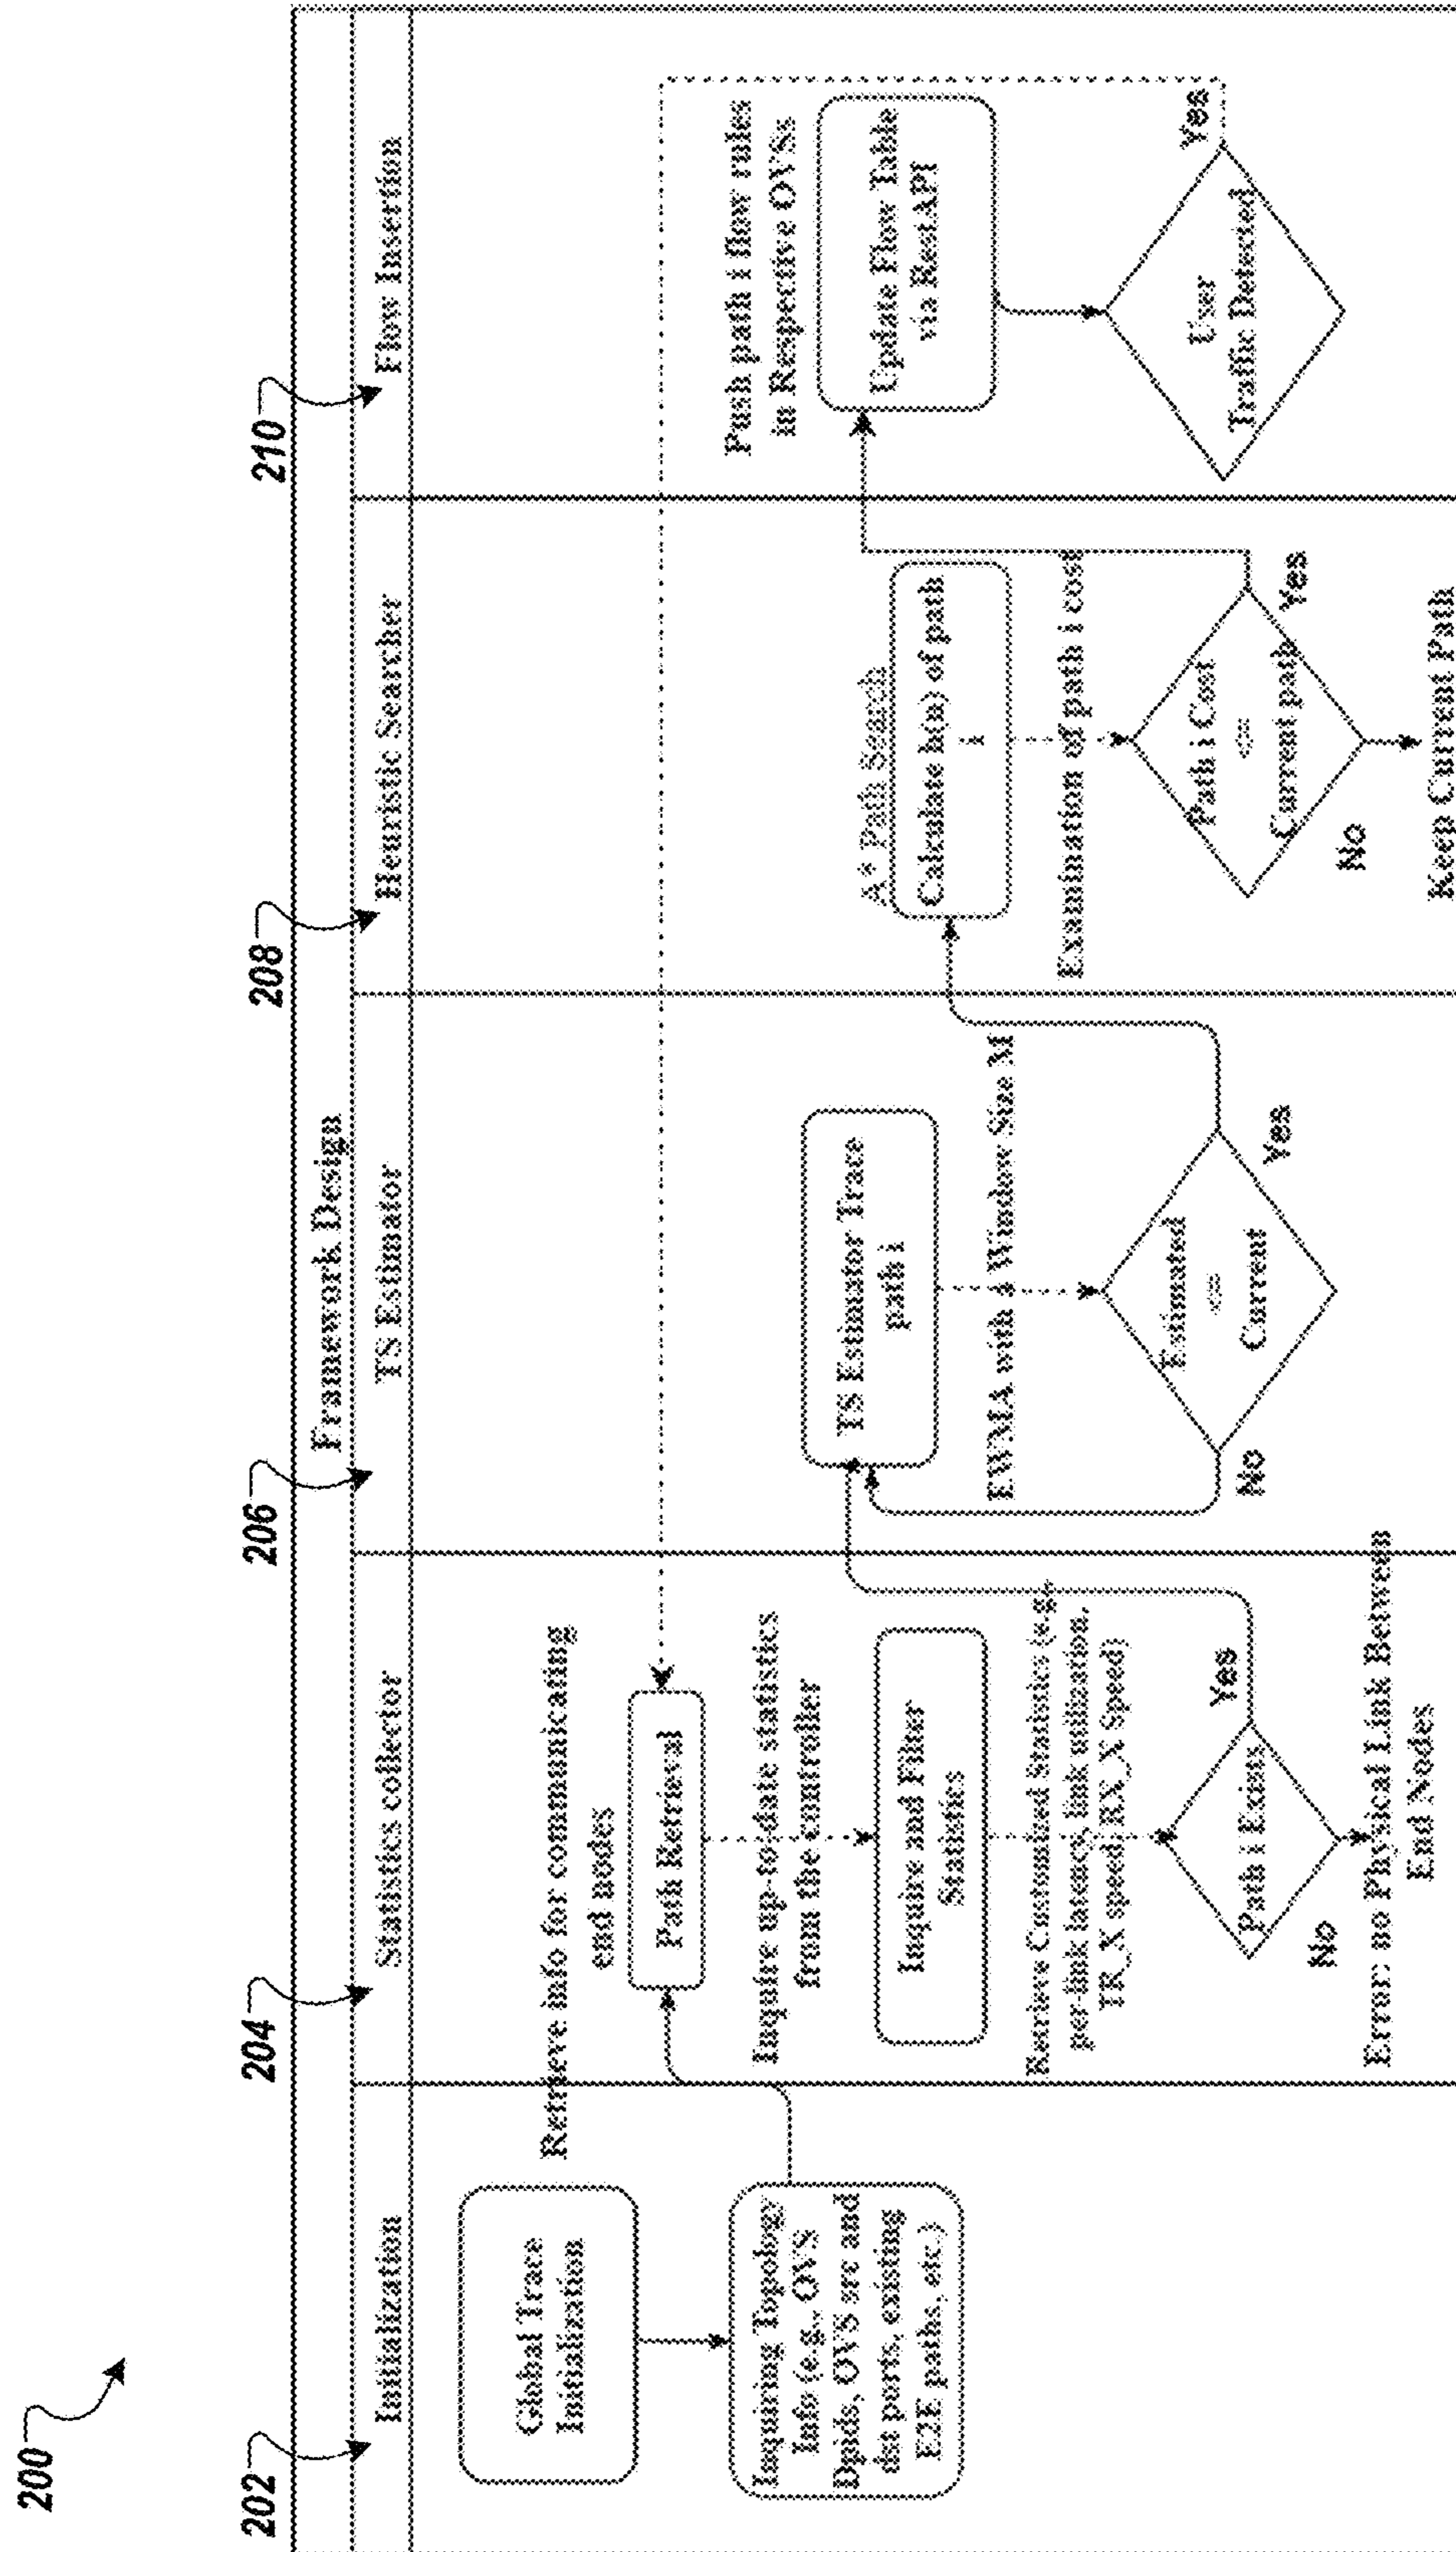 200
Framework Design
202
Initialization
204
Statistics collector
206
TS Estimator
208
Heuristic Searcher
210
Flow Insertion
Global Trace
Initialization
Inquiring Topology
Info (e.g., OVS
Dpids, OVS src and
dst ports, existing
E2E paths, etc.)
Retrieve info for communicating
end nodes
Path Retrieval
Inquire up-to-date statistics
from the controller
Inquire and Filter
Statistics
Retrieve Customized Statistics (e.g.,
per-link latency, link utilization,
TR_X speed, RX_X Speed)
Path i Exists
Yes
No
Error: no Physical Link Between
End Nodes
TS Estimator Trace
path i
EWMA with a Window Size M
Estimated
<=
Current
No
Yes
A* Path Search
Calculate h(n) of path
i
Examination of path i cost
Path i Cost
<=
Current path
Yes
No
Keep Current Path
Push path i flow rules
in Respective OVSs
Update Flow Table
via RestAPI
User
Traffic Detected
Yes